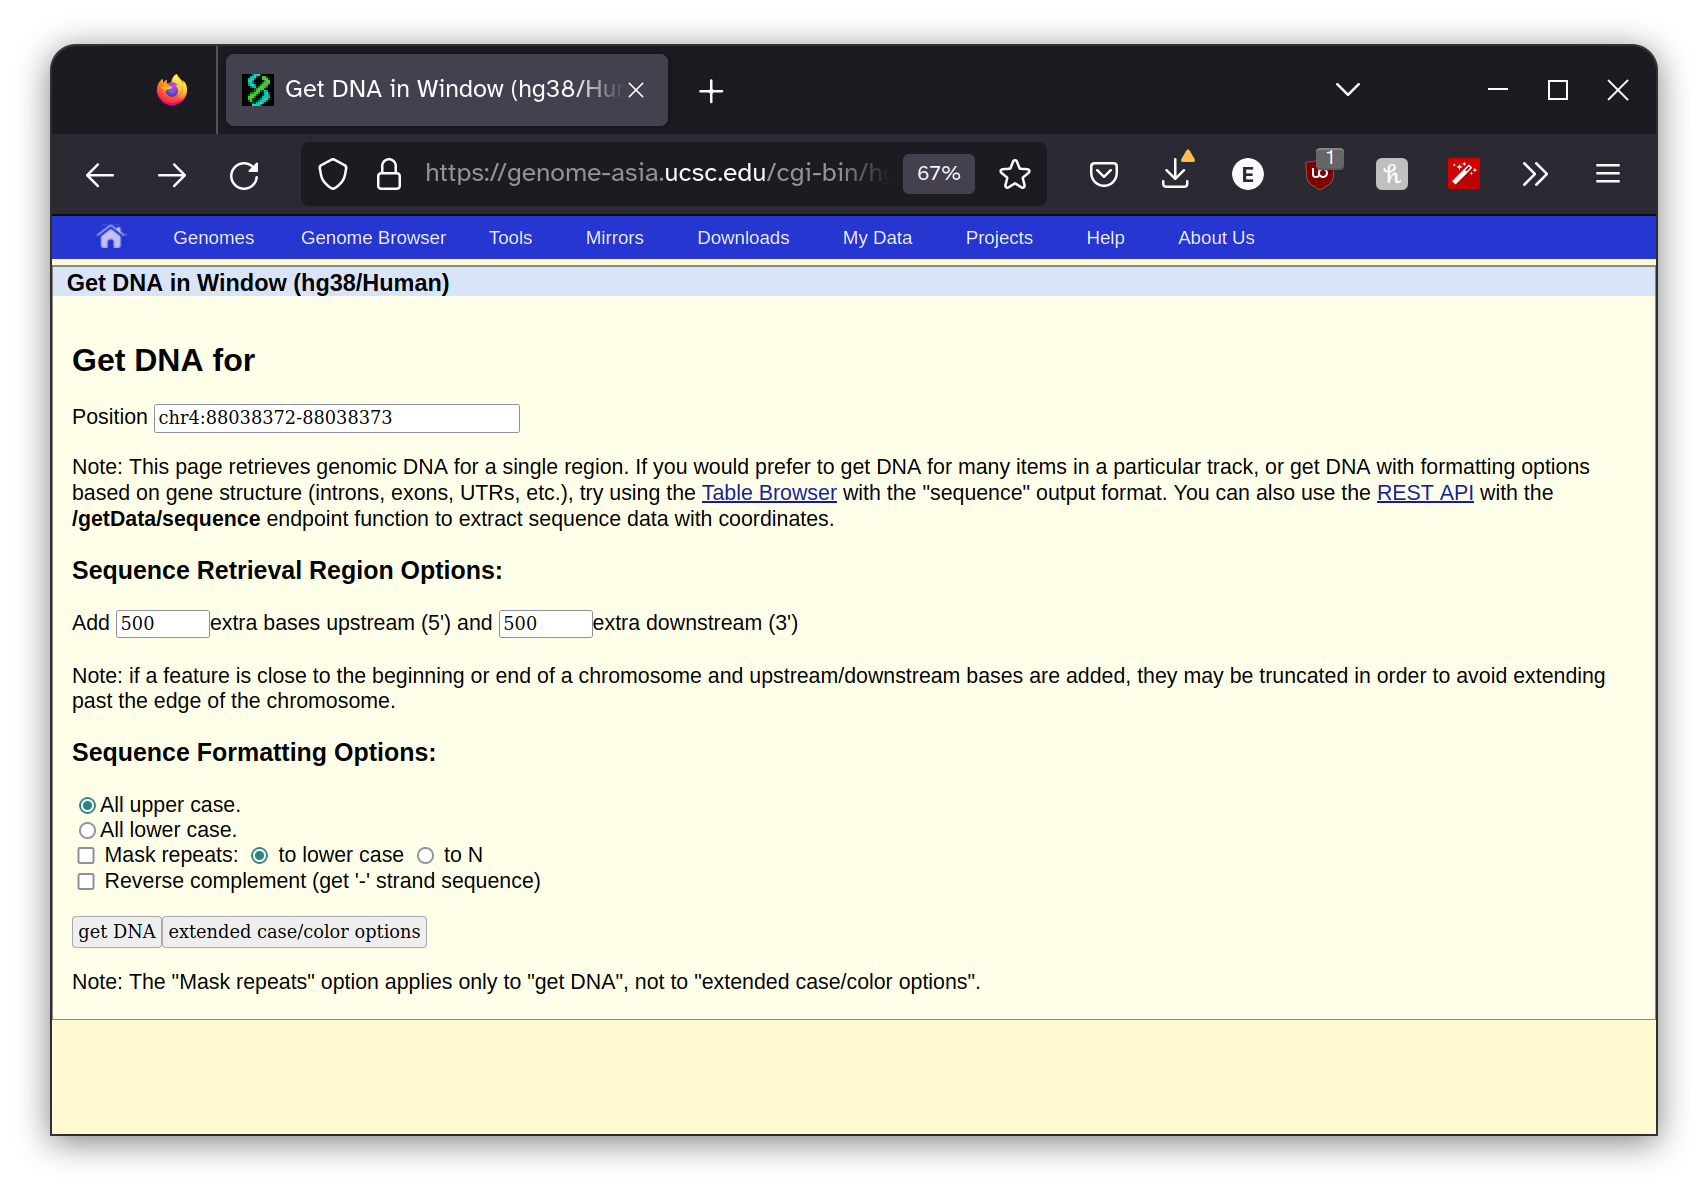 Get DNA in Window (hg38/Hu
https://genome-asia.ucsc.edu/cgi-bin/h
67%
E
1
Genomes Genome Browser Tools Mirrors Downloads My Data Projects Help About Us
Get DNA in Window (hg38/Human)
Get DNA for
Position chr4:88038372-88038373
Note: This page retrieves genomic DNA for a single region. If you would prefer to get DNA for many items in a particular track, or get DNA with formatting options
based on gene structure (introns, exons, UTRs, etc.), try using the Table Browser with the "sequence" output format. You can also use the REST API with the
/getData/sequence endpoint function to extract sequence data with coordinates.
Sequence Retrieval Region Options:
Add 500 extra bases upstream (5') and 500 extra downstream (3')
Note: if a feature is close to the beginning or end of a chromosome and upstream/downstream bases are added, they may be truncated in order to avoid extending
past the edge of the chromosome.
Sequence Formatting Options:
All upper case.
All lower case.
Mask repeats: to lower case to N
Reverse complement (get '-' strand sequence)
get DNA extended case/color options
Note: The "Mask repeats" option applies only to "get DNA", not to "extended case/color options".